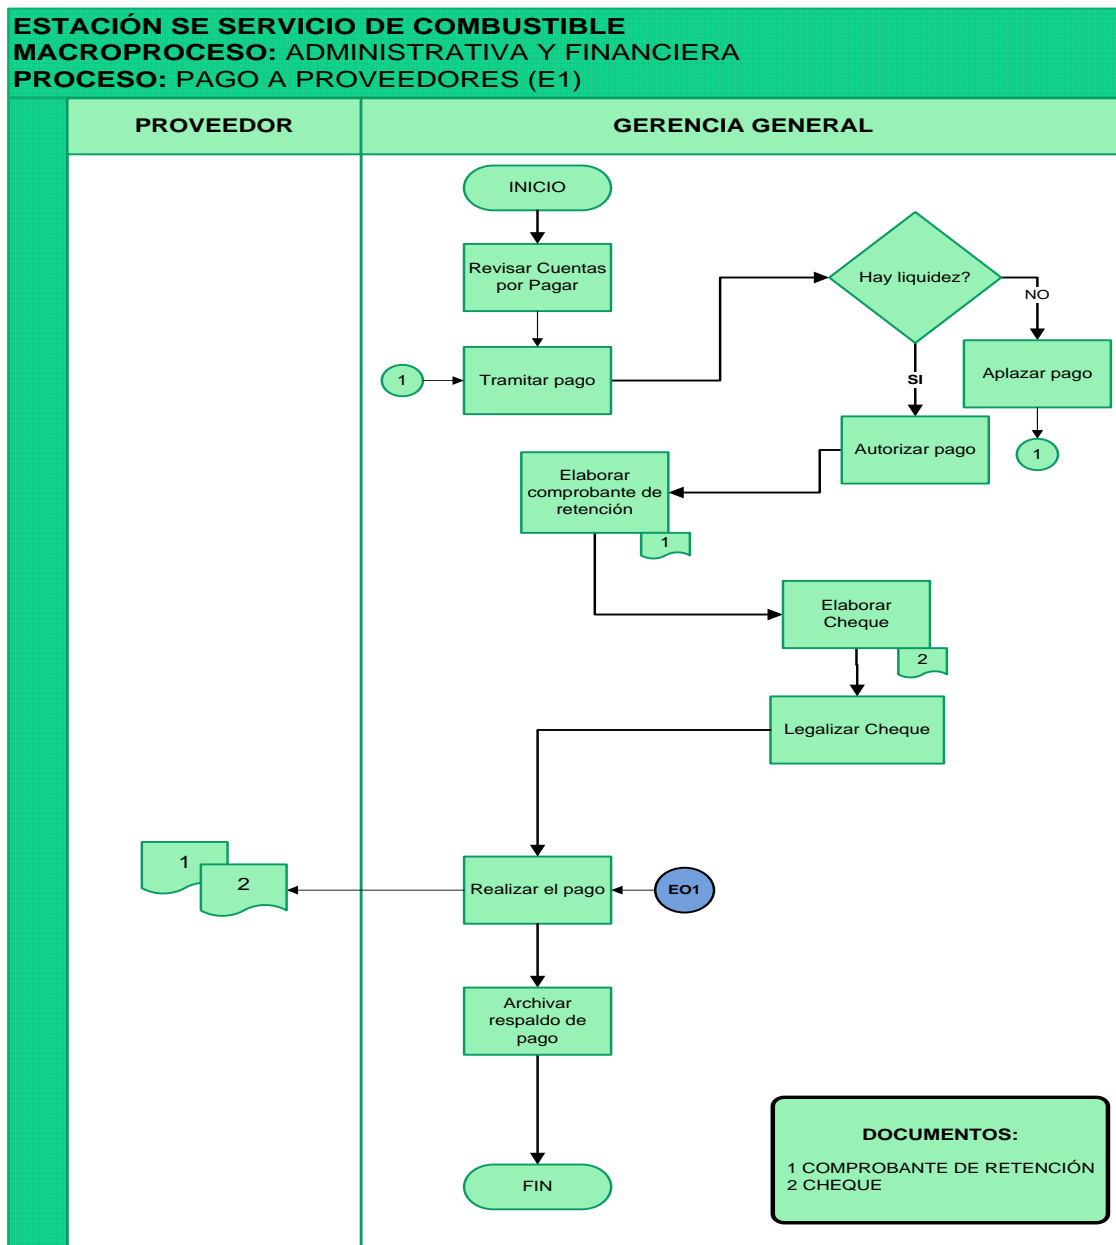 ESTACIÓN SE SERVICIO DE COMBUSTIBLE
MACROPROCESO: ADMINISTRATIVA Y FINANCIERA
PROCESO: PAGO A PROVEEDORES (E1)
PROVEEDOR
GERENCIA GENERAL
INICIO
Revisar Cuentas
por Pagar
Hay liquidez?
NO
1
Tramitar pago
SI
Aplazar pago
Autorizar pago
1
Elaborar
comprobante de
retención
1
Elaborar
Cheque
2
Legalizar Cheque
1
2
Realizar el pago
EO1
Archivar
respaldo de
pago
FIN
DOCUMENTOS:
1 COMPROBANTE DE RETENCIÓN
2 CHEQUE